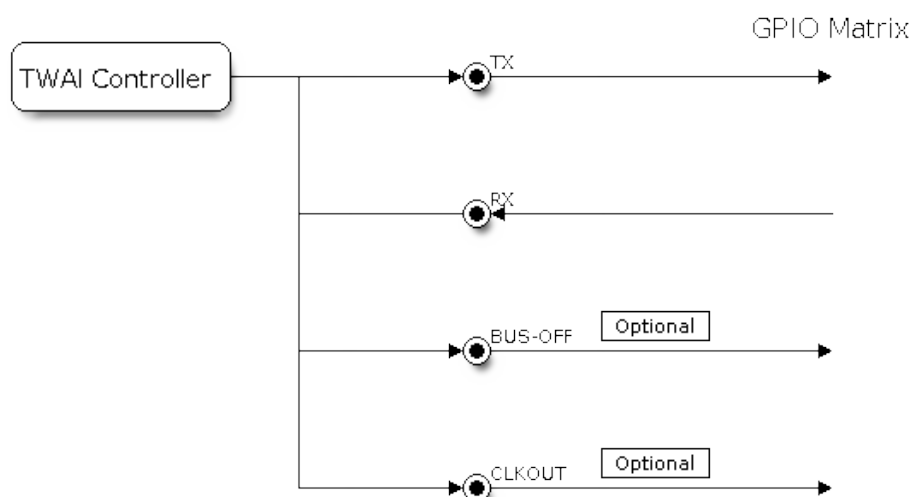 GPIO Matrix
TX
TWAI Controller
RX
Optional
BUS-OFF
Optional
CLKOUT